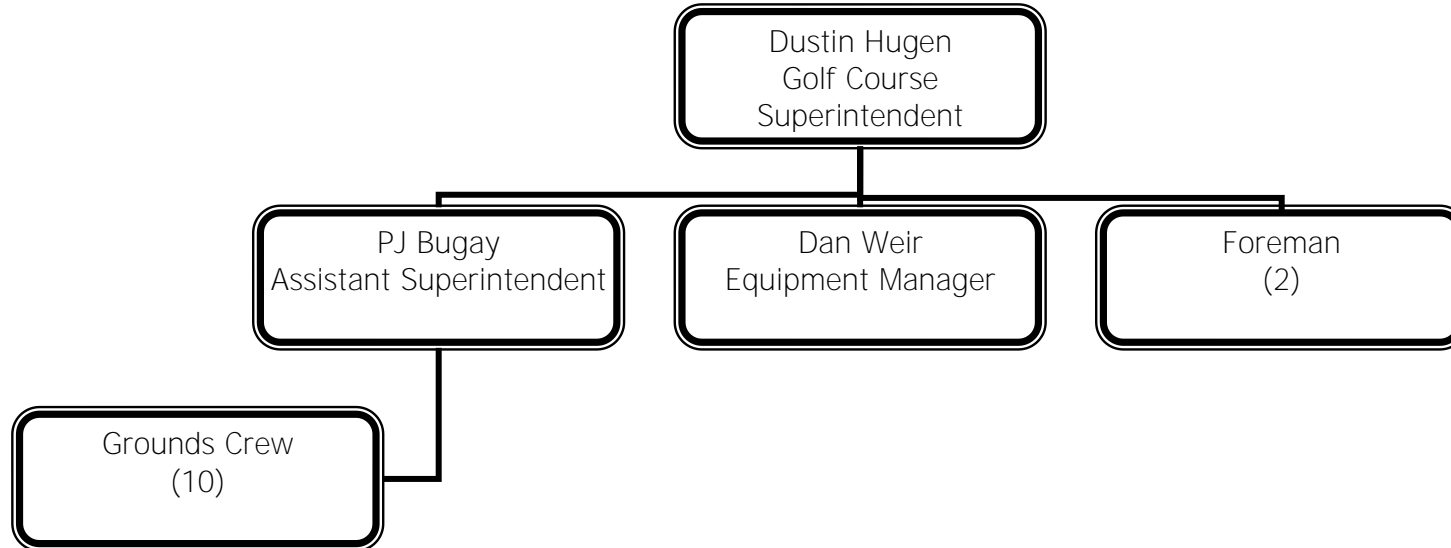 Dustin Hugen
Golf Course
Superintendent
PJ Bugay
Assistant Superintendent
Dan Weir
Equipment Manager
Foreman
(2)
Grounds Crew
(10)